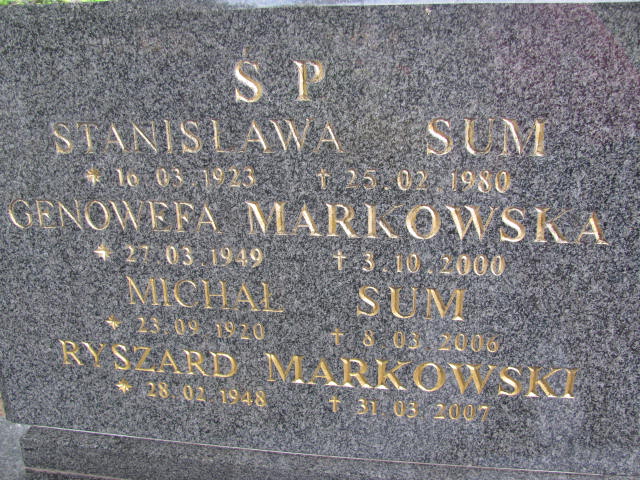 Ś P
STANISŁAWA SUM
* 16 03 1923 † 25.02.1980
GENOWEFA MARKOWSKA
* 27 03 1949 † 3.10.2000
MICHAŁ SUM
* 23 09 1920 † 8 03 2006
RYSZARD MARKOWSKI
* 28 02 1948 † 31 03 2007